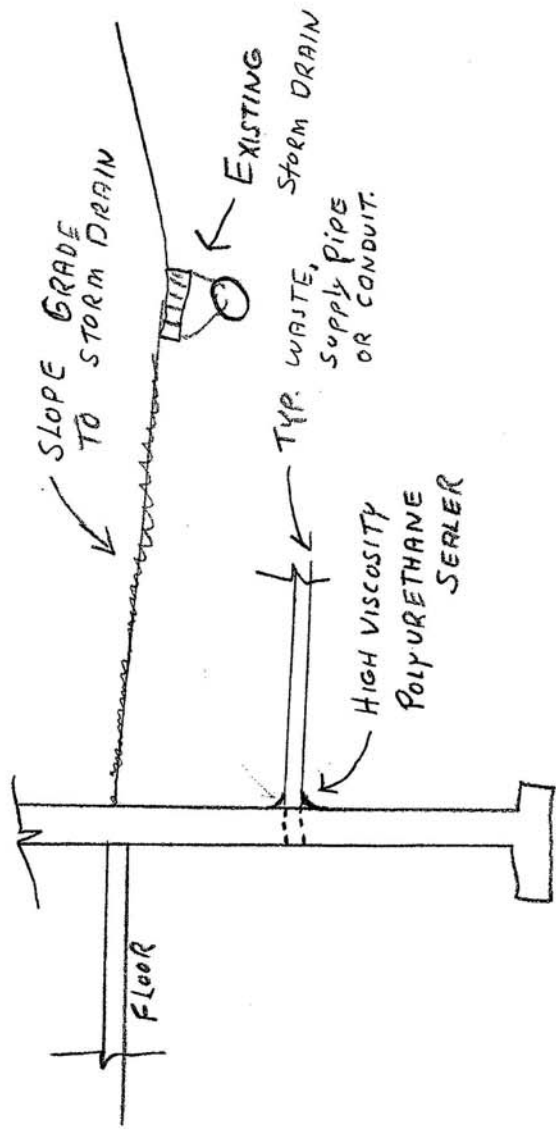 SLOPE GRADE
TO STORM DRAIN
EXISTING
STORM DRAIN
TYP. WASTE,
SUPPLY PIPE
OR CONDUIT.
HIGH VISCOSITY
POLYURETHANE
SEALER
FLOOR